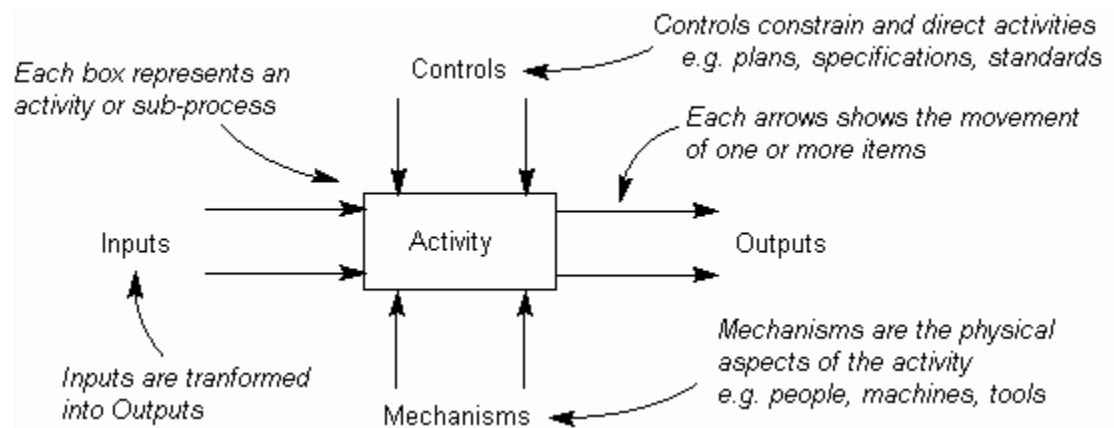 Controls constrain and direct activities
e.g. plans, specifications, standards
Each box represents an
activity or sub-process
Controls
Each arrows shows the movement
of one or more items
Inputs
Activity
Outputs
Inputs are tranformed
into Outputs
Mechanisms
Mechanisms are the physical
aspects of the activity
e.g. people, machines, tools